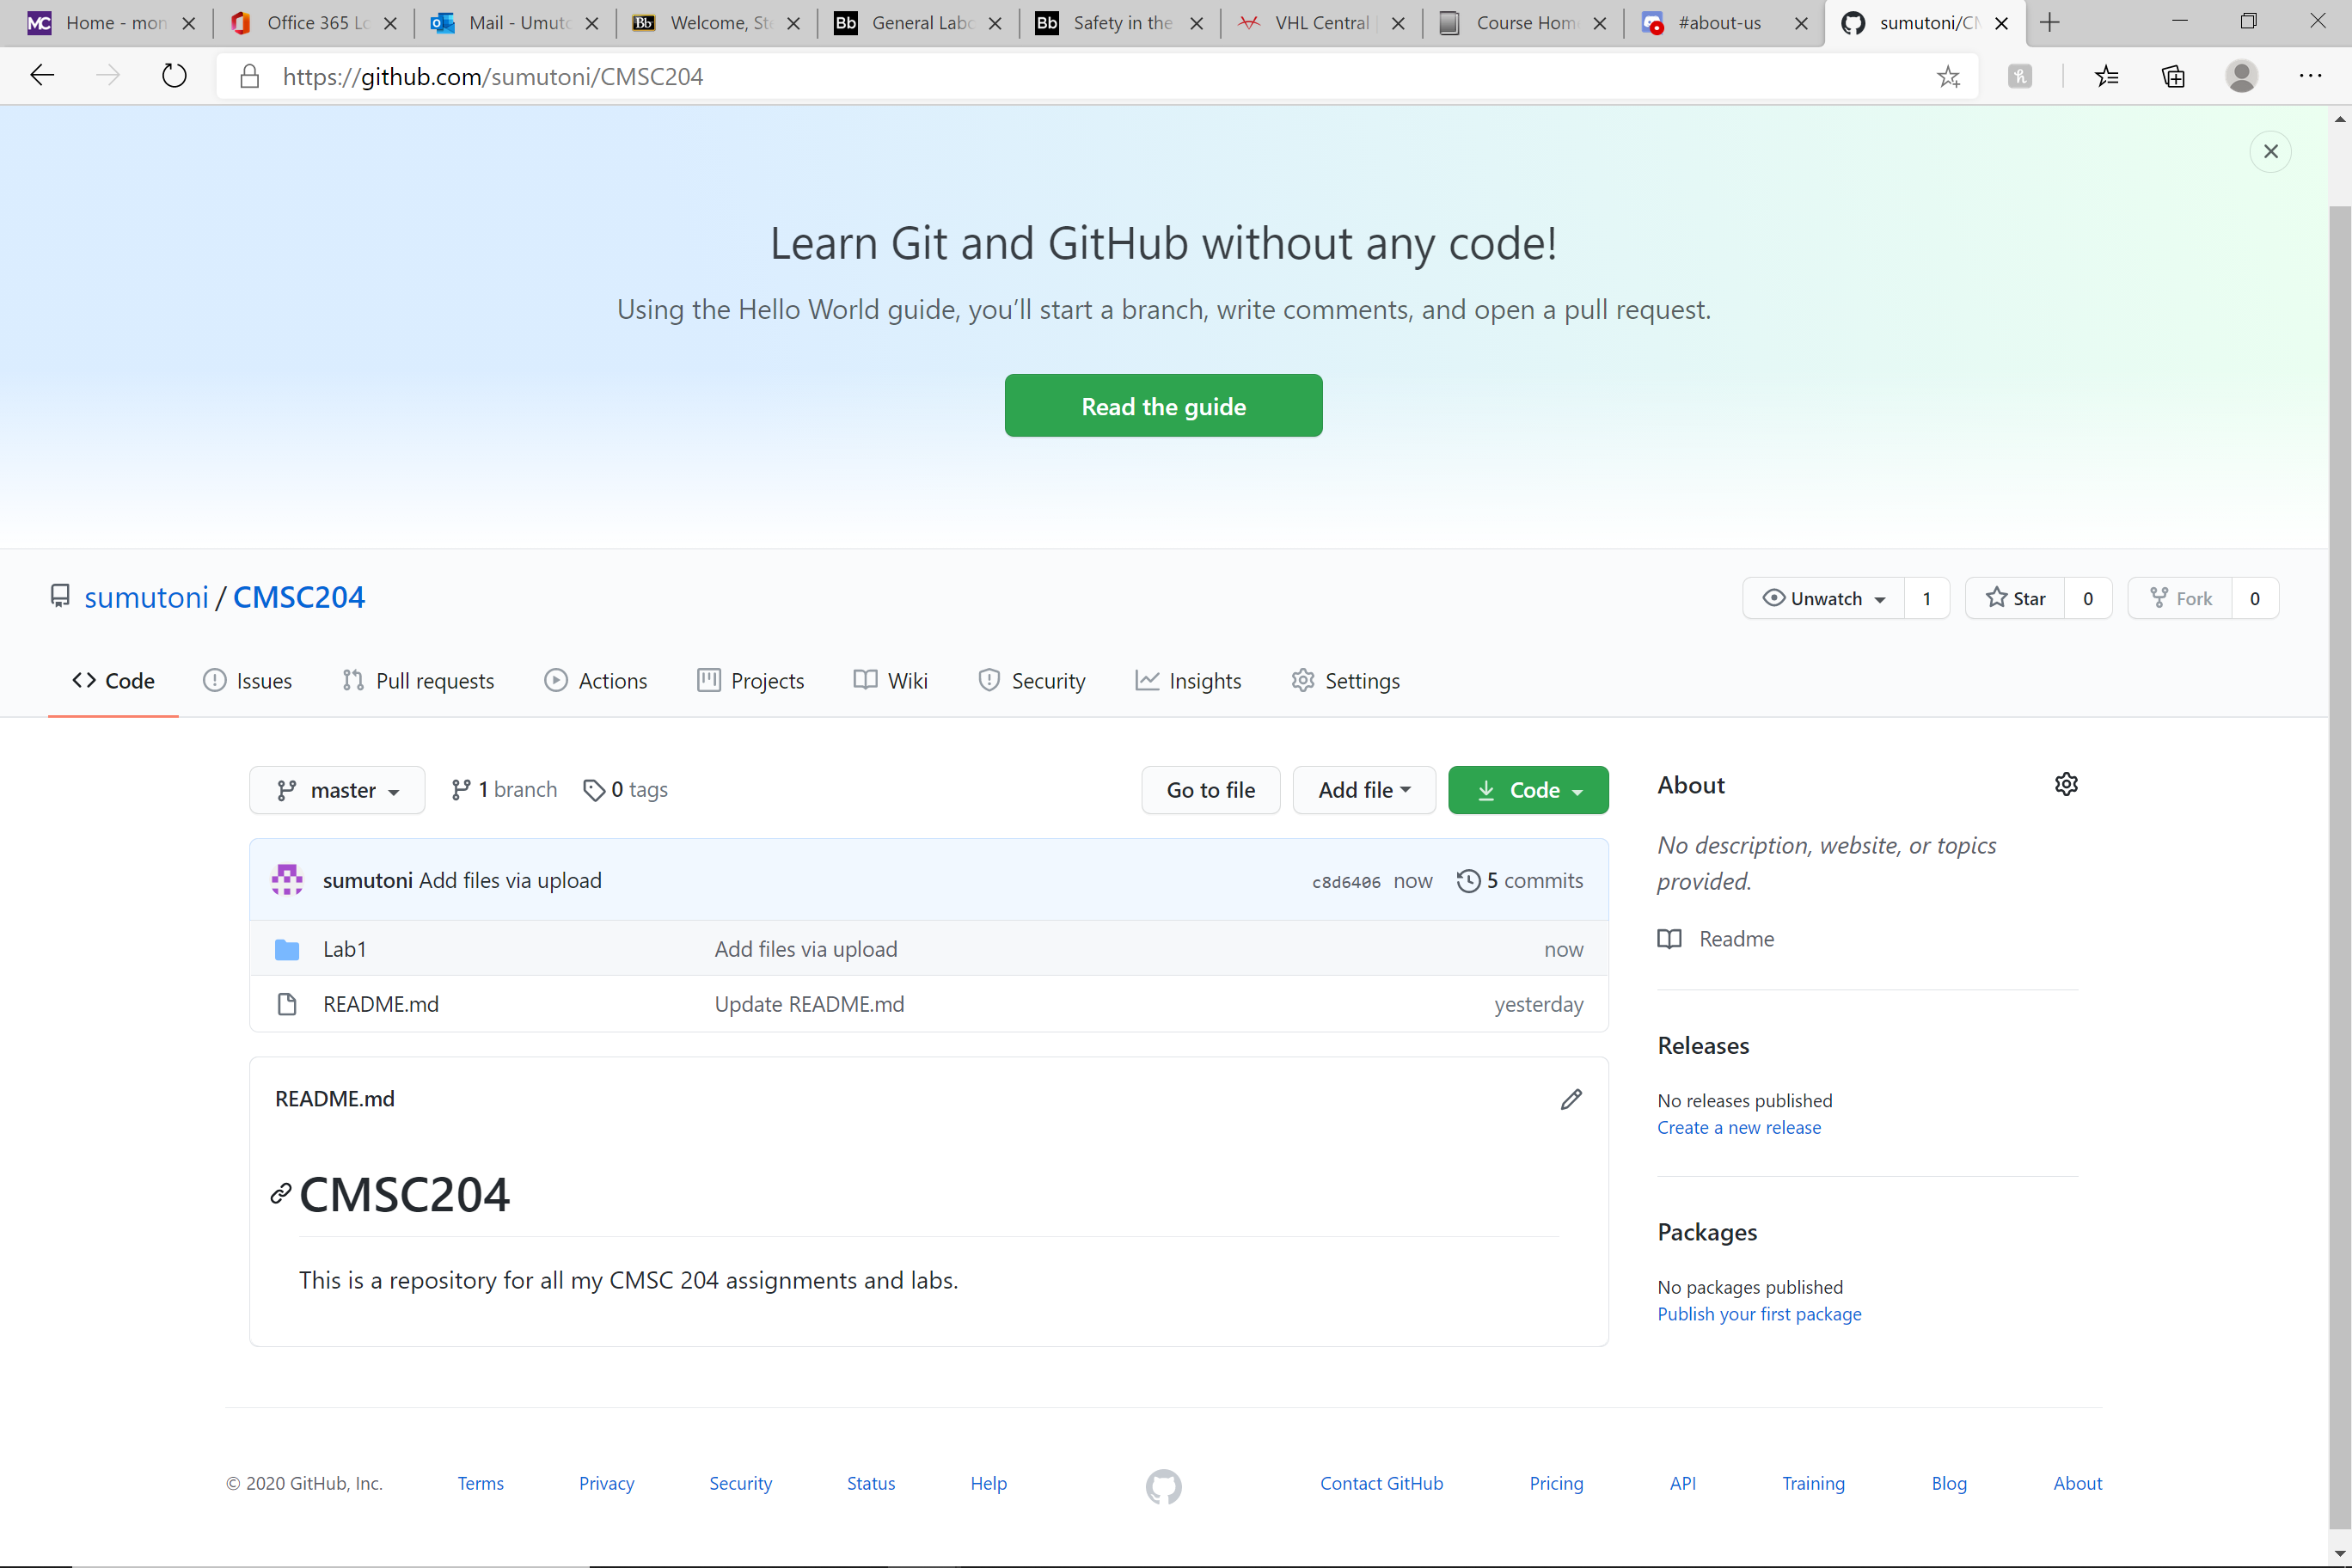 MC Home - mon
Office 365 Lo
Mail - Umuto
Bb Welcome, Ste
Bb General Labo
Bb Safety in the
VHL Central
Course Hom
#about-us
sumutoni/CM
https://github.com/sumutoni/CMSC204
Learn Git and GitHub without any code!
Using the Hello World guide, you’ll start a branch, write comments, and open a pull request.
Read the guide
sumutoni / CMSC204
Unwatch 1
Star 0
Fork 0
Code
Issues
Pull requests
Actions
Projects
Wiki
Security
Insights
Settings
master
1 branch
0 tags
Go to file
Add file
Code
sumutoni Add files via upload c8d6406 now 5 commits
Lab1 Add files via upload now
README.md Update README.md yesterday
README.md
CMSC204
This is a repository for all my CMSC 204 assignments and labs.
About
No description, website, or topics
provided.
Readme
Releases
No releases published
Create a new release
Packages
No packages published
Publish your first package
© 2020 GitHub, Inc.
Terms
Privacy
Security
Status
Help
Contact GitHub
Pricing
API
Training
Blog
About